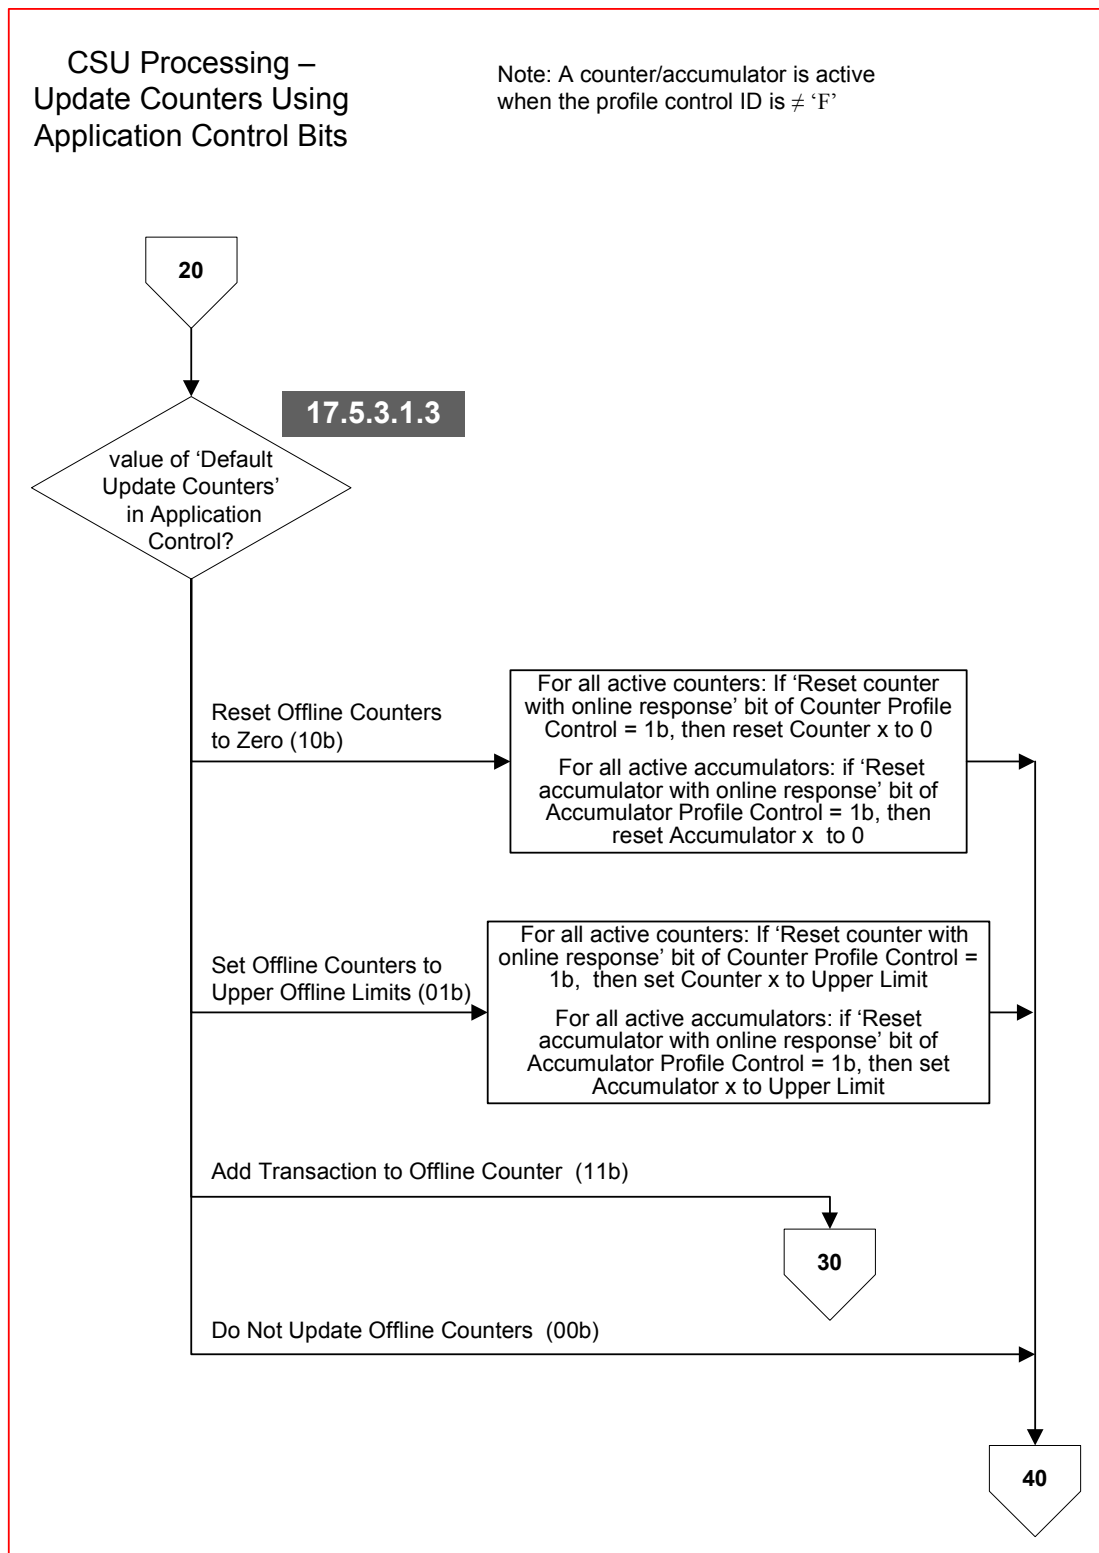 CSU Processing –
Update Counters Using
Application Control Bits
Note: A counter/accumulator is active
when the profile control ID is ≠ ‘F’
20
17.5.3.1.3
value of ‘Default
Update Counters’
in Application
Control?
Reset Offline Counters
to Zero (10b)
For all active counters: If ‘Reset counter
with online response’ bit of Counter Profile
Control = 1b, then reset Counter x to 0
For all active accumulators: if ‘Reset
accumulator with online response’ bit of
Accumulator Profile Control = 1b, then
reset Accumulator x to 0
Set Offline Counters to
Upper Offline Limits (01b)
For all active counters: If ‘Reset counter with
online response’ bit of Counter Profile Control =
1b, then set Counter x to Upper Limit
For all active accumulators: if ‘Reset
accumulator with online response’ bit of
Accumulator Profile Control = 1b, then set
Accumulator x to Upper Limit
Add Transaction to Offline Counter (11b)
30
Do Not Update Offline Counters (00b)
40